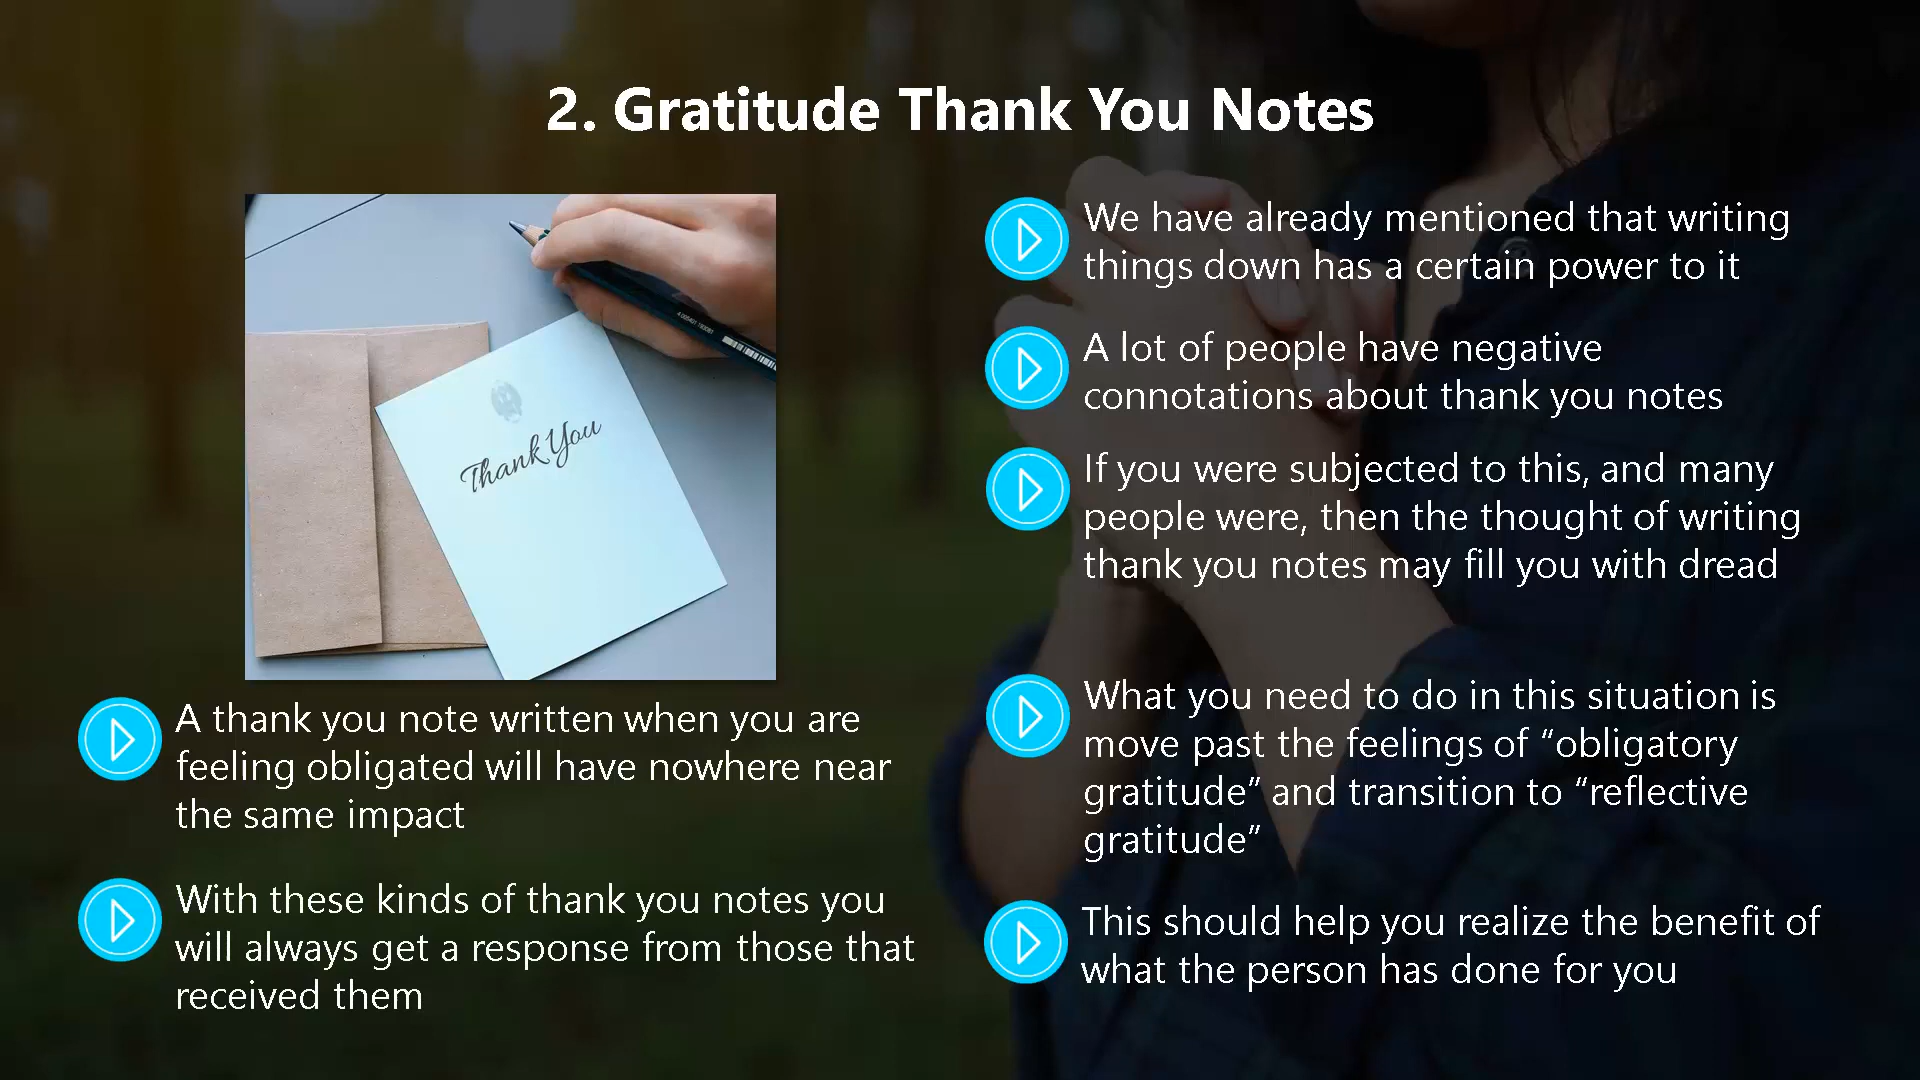 2. Gratitude Thank You Notes
Thank You
We have already mentioned that writing
things down has a certain power to it
A lot of people have negative
connotations about thank you notes
If you were subjected to this, and many
people were, then the thought of writing
thank you notes may fill you with dread
What you need to do in this situation is
move past the feelings of “obligatory
gratitude” and transition to “reflective
gratitude”
This should help you realize the benefit of
what the person has done for you
A thank you note written when you are
feeling obligated will have nowhere near
the same impact
With these kinds of thank you notes you
will always get a response from those that
received them